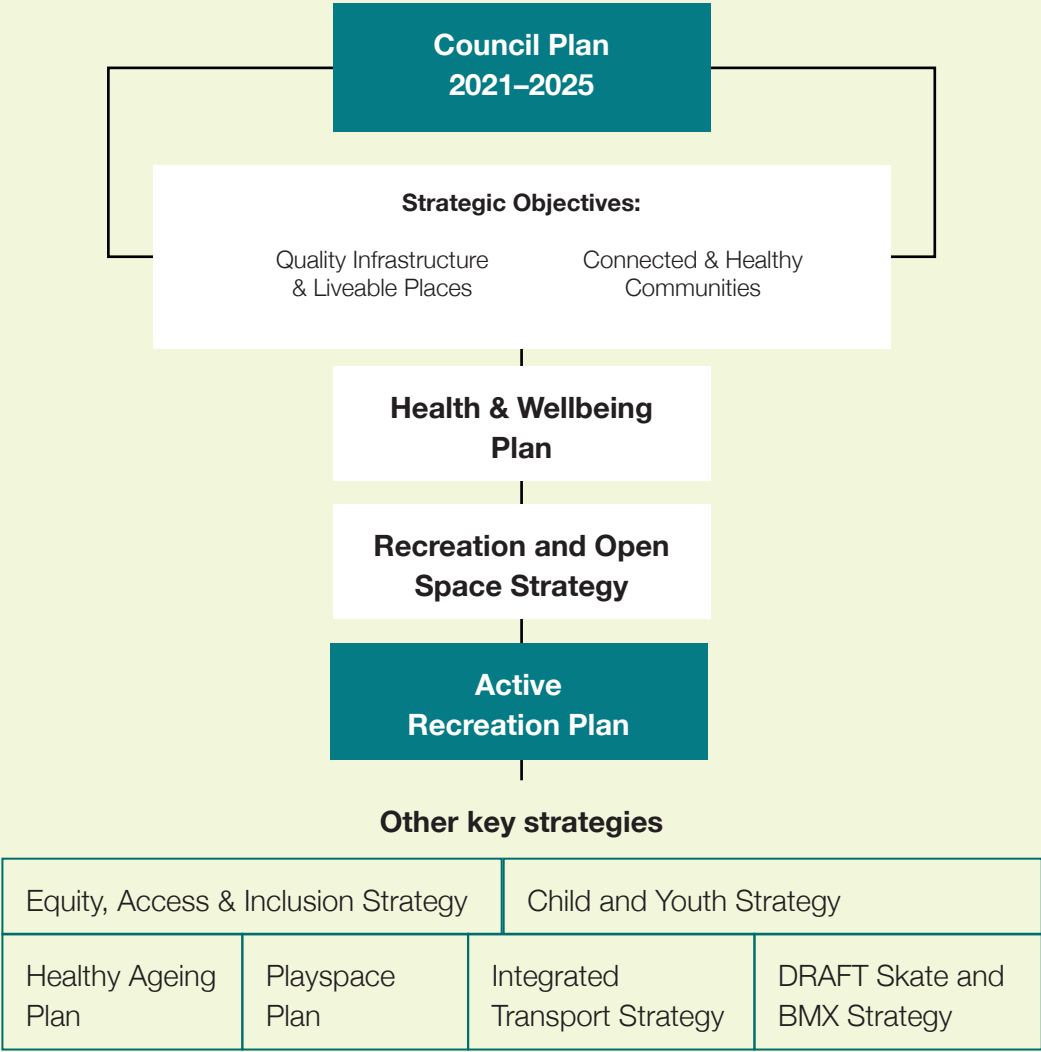 Council Plan
2021–2025
Strategic Objectives:
Quality Infrastructure
& Liveable Places
Connected & Healthy
Communities
Health & Wellbeing
Plan
Recreation and Open
Space Strategy
Active
Recreation Plan
Other key strategies
Equity, Access & Inclusion Strategy
Child and Youth Strategy
Healthy Ageing
Plan
Playspace
Plan
Integrated
Transport Strategy
DRAFT Skate and
BMX Strategy